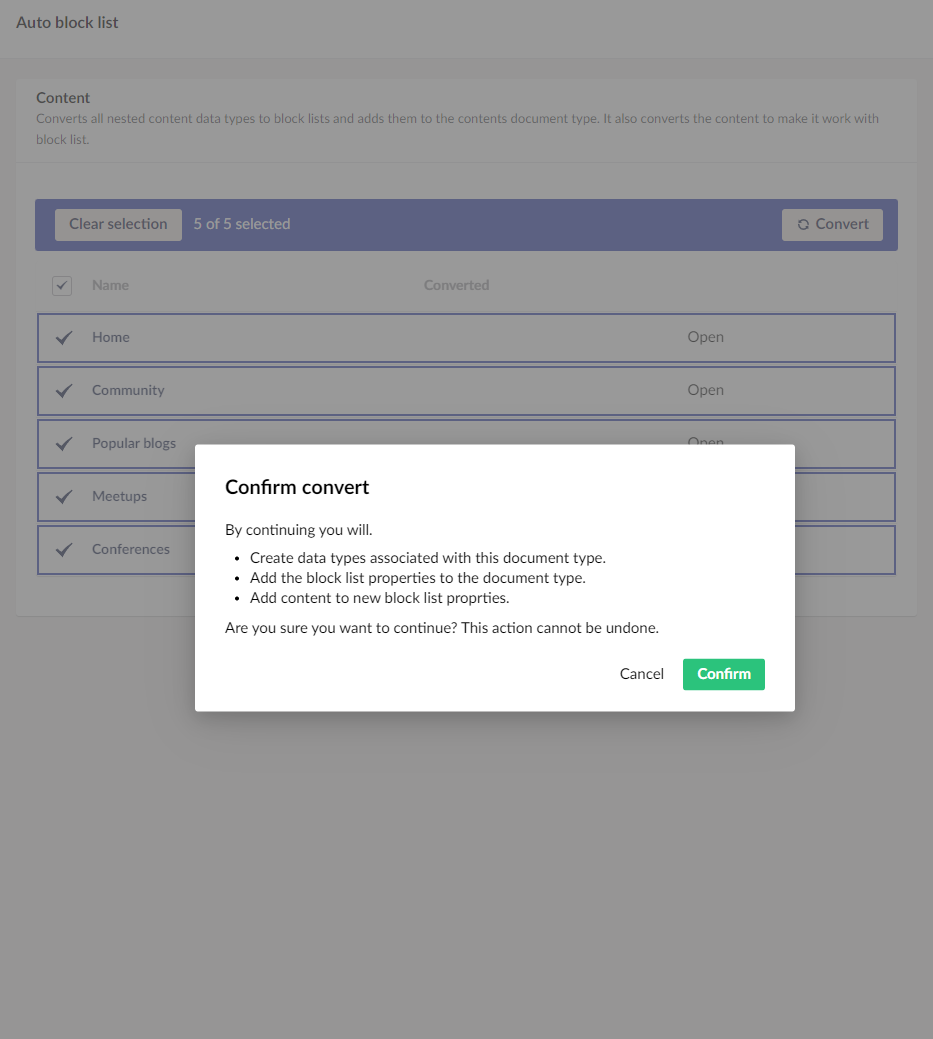 Auto block list
Content
Converts all nested content data types to block lists and adds them to the contents document type. It also converts the content to make it work with
block list.
Clear selection 5 of 5 selected Convert
Name Converted
Home Open
Community Open
Popular blogs Open
Meetups
Conferences
Confirm convert
By continuing you will.
• Create data types associated with this document type.
• Add the block list properties to the document type.
• Add content to new block list proprties.
Are you sure you want to continue? This action cannot be undone.
Cancel Confirm